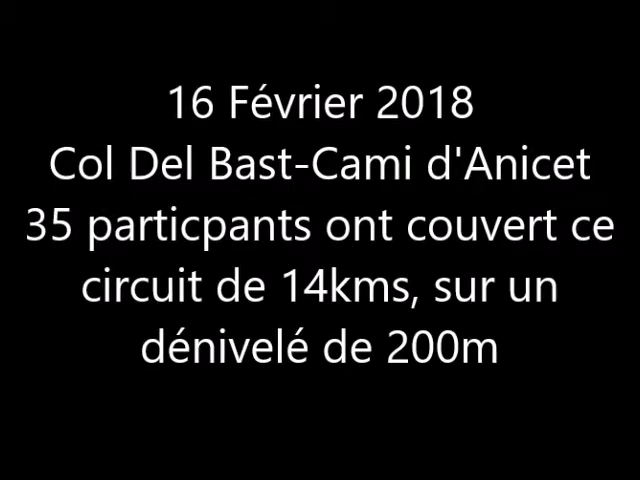 16 Février 2018
Col Del Bast-Cami d'Anicet
35 particpants ont couvert ce
circuit de 14kms, sur un
dénivelé de 200m